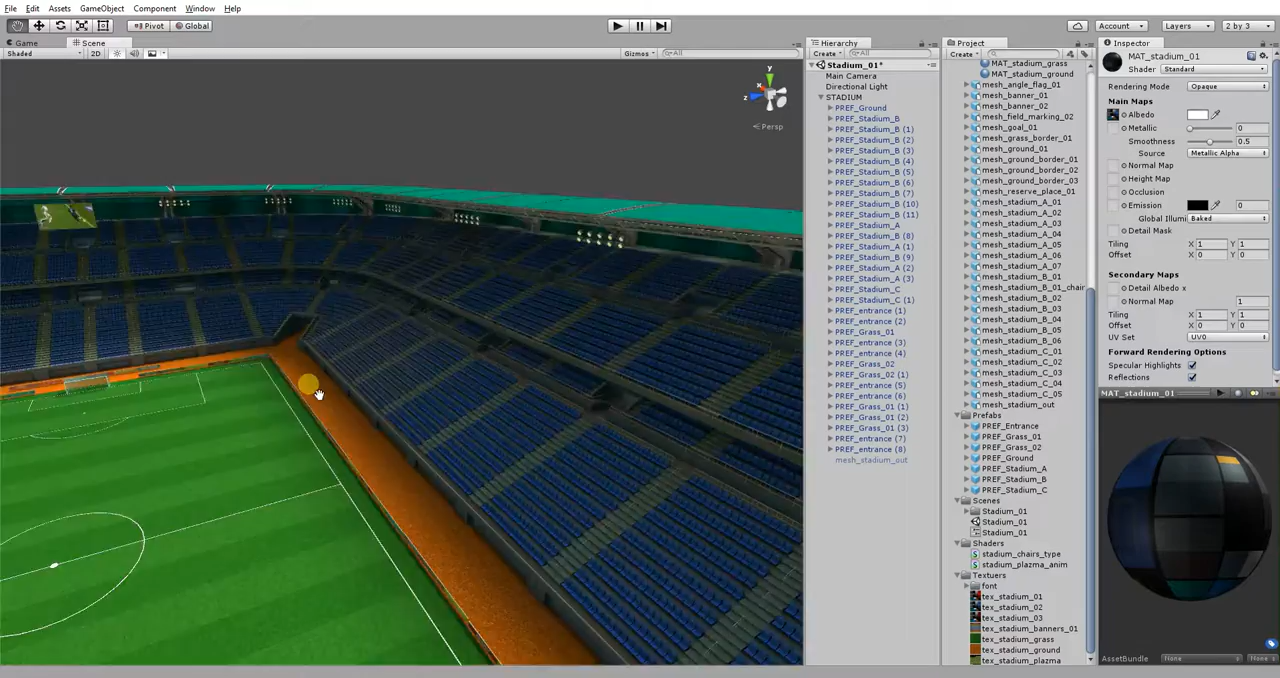 File Edit Assets GameObject Component Window Help
Pivot Global Account Layers 2 by 3
Game Scene
Shaded 2D Gizmos All
Persp
y
x
z
Hierarchy
Create All
Stadium_01*
Main Camera
Directional Light
STADIUM
PREF_Ground
PREF_Stadium_B
PREF_Stadium_B (1)
PREF_Stadium_B (2)
PREF_Stadium_B (3)
PREF_Stadium_B (4)
PREF_Stadium_B (5)
PREF_Stadium_B (6)
PREF_Stadium_B (7)
PREF_Stadium_B (10)
PREF_Stadium_B (11)
PREF_Stadium_A
PREF_Stadium_B (8)
PREF_Stadium_A (1)
PREF_Stadium_B (9)
PREF_Stadium_A (2)
PREF_Stadium_A (3)
PREF_Stadium_C
PREF_Stadium_C (1)
PREF_entrance (1)
PREF_entrance (2)
PREF_Grass_01
PREF_entrance (3)
PREF_entrance (4)
PREF_Grass_02
PREF_Grass_02 (1)
PREF_entrance (5)
PREF_entrance (6)
PREF_Grass_01 (1)
PREF_Grass_01 (2)
PREF_Grass_01 (3)
PREF_entrance (7)
PREF_entrance (8)
mesh_stadium_out
Project
Create
MAT_stadium_grass
MAT_stadium_ground
mesh_angle_flag_01
mesh_banner_01
mesh_banner_02
mesh_field_marking_02
mesh_goal_01
mesh_grass_border_01
mesh_ground_01
mesh_ground_border_01
mesh_ground_border_02
mesh_ground_border_03
mesh_reserve_place_01
mesh_stadium_A_01
mesh_stadium_A_02
mesh_stadium_A_03
mesh_stadium_A_04
mesh_stadium_A_05
mesh_stadium_A_06
mesh_stadium_A_07
mesh_stadium_B_01
mesh_stadium_B_01_chair
mesh_stadium_B_02
mesh_stadium_B_03
mesh_stadium_B_04
mesh_stadium_B_05
mesh_stadium_B_06
mesh_stadium_C_01
mesh_stadium_C_02
mesh_stadium_C_03
mesh_stadium_C_04
mesh_stadium_C_05
mesh_stadium_out
Prefabs
PREF_Entrance
PREF_Grass_01
PREF_Grass_02
PREF_Ground
PREF_Stadium_A
PREF_Stadium_B
PREF_Stadium_C
Scenes
Stadium_01
Stadium_01
Stadium_01
Shaders
stadium_chairs_type
stadium_plazma_anim
Textuers
font
tex_stadium_01
tex_stadium_02
tex_stadium_03
tex_stadium_banners_01
tex_stadium_grass
tex_stadium_ground
tex_stadium_plazma
Inspector
MAT_stadium_01
Shader Standard
Rendering Mode Opaque
Main Maps
Albedo
Metallic 0
Smoothness 0.5
Source Metallic Alpha
Normal Map
Height Map
Occlusion
Emission 0
Global Illumi Baked
Detail Mask
Tiling X 1 Y 1
Offset X 0 Y 0
Secondary Maps
Detail Albedo x
Normal Map 1
Tiling X 1 Y 1
Offset X 0 Y 0
UV Set UV0
Forward Rendering Options
Specular Highlights
Reflections
MAT_stadium_01
AssetBundle None None